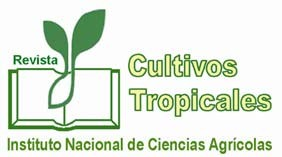 Revista
Cultivos
Tropicales
Instituto Nacional de Ciencias Agrícolas